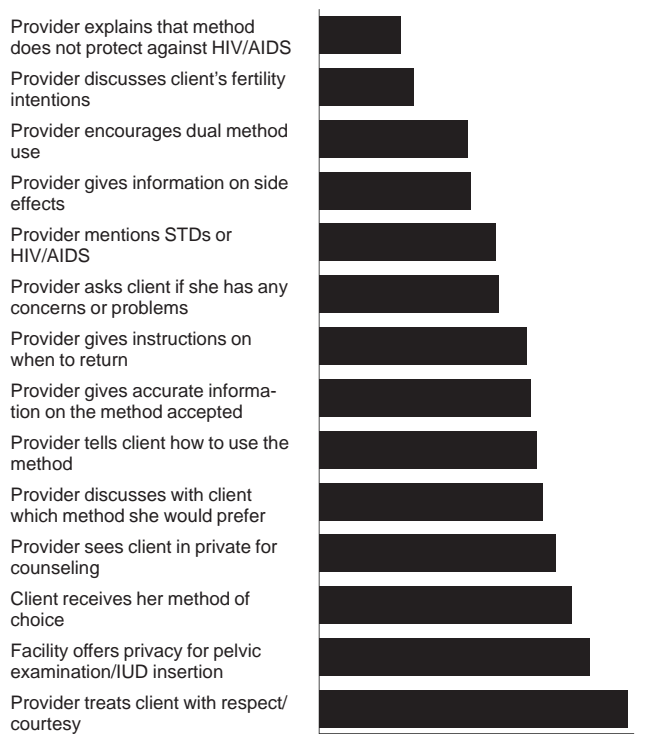 Provider explains that method
does not protect against HIV/AIDS
Provider discusses client's fertility
intentions
Provider encourages dual method
use
Provider gives information on side
effects
Provider mentions STDs or
HIV/AIDS
Provider asks client if she has any
concerns or problems
Provider gives instructions on
when to return
Provider gives accurate informa-
tion on the method accepted
Provider tells client how to use the
method
Provider discusses with client
which method she would prefer
Provider sees client in private for
counseling
Client receives her method of
choice
Facility offers privacy for pelvic
examination/IUD insertion
Provider treats client with respect/
courtesy